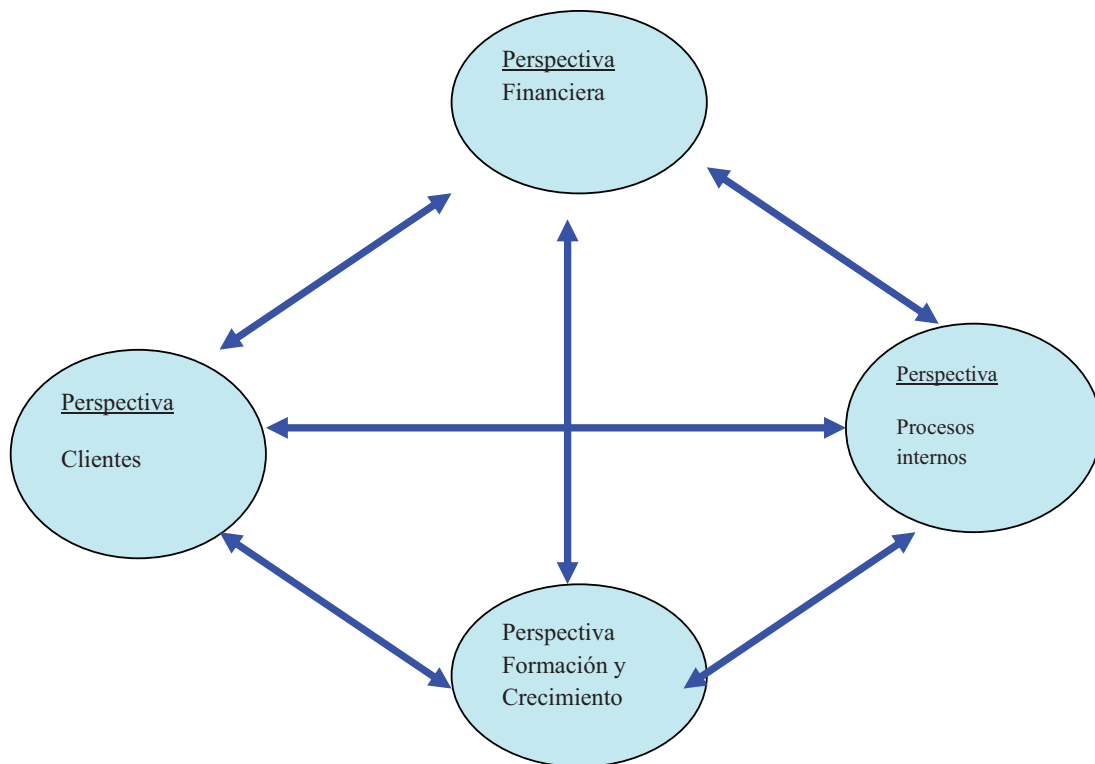 Perspectiva
Financiera
Perspectiva
Clientes
Perspectiva
Procesos
internos
Perspectiva
Formación y
Crecimiento